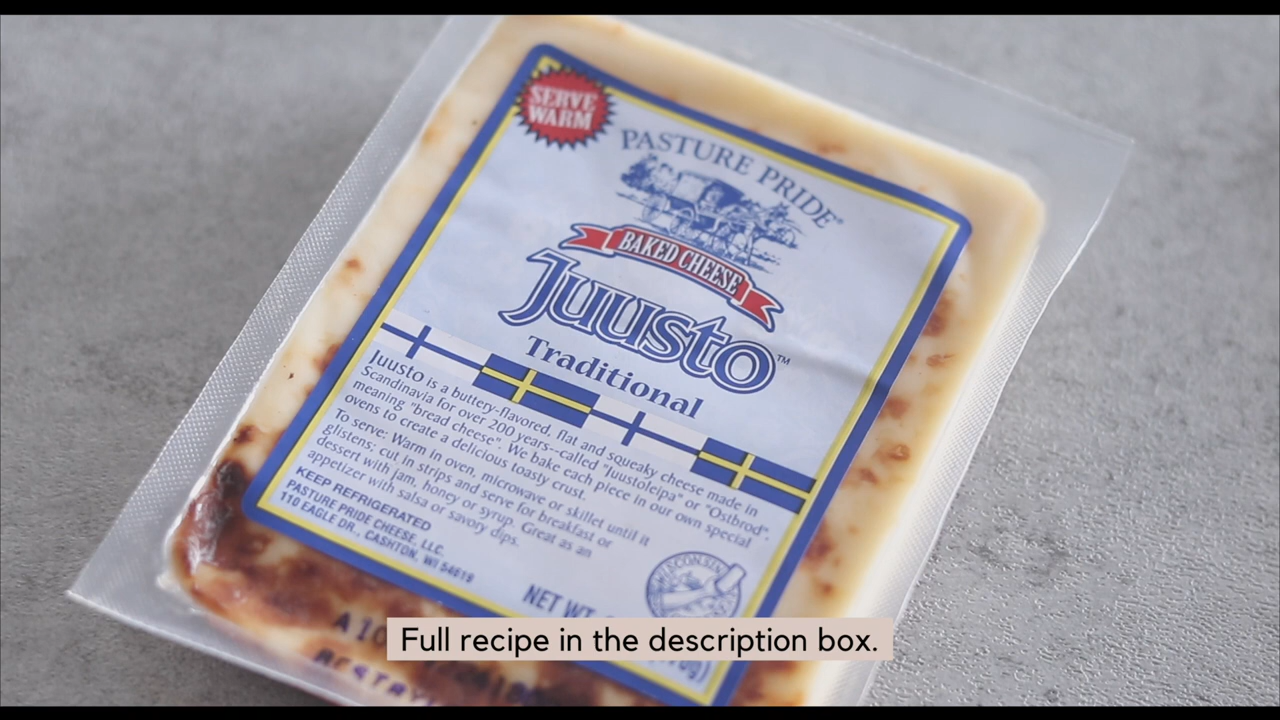 SERVE
WARM
PASTURE PRIDE
BAKED CHEESE
Juusto™
Traditional
Juusto is a buttery-flavored, flat and squeaky cheese made in
Scandinavia for over 200 years--called "Juustoleipa" or "Ostbrod"-
meaning "bread cheese". We bake each piece in our own special
ovens to create a delicious toasty crust.
To serve: Warm in oven, microwave or skillet until it
glistens; cut in strips and serve for breakfast or
dessert with jam, honey or syrup. Great as an
appetizer with salsa or savory dips.
KEEP REFRIGERATED
PASTURE PRIDE CHEESE, LLC.
110 EAGLE DR., CASHTON, WI 54619
WISCONSIN
NET WT.
Full recipe in the description box.